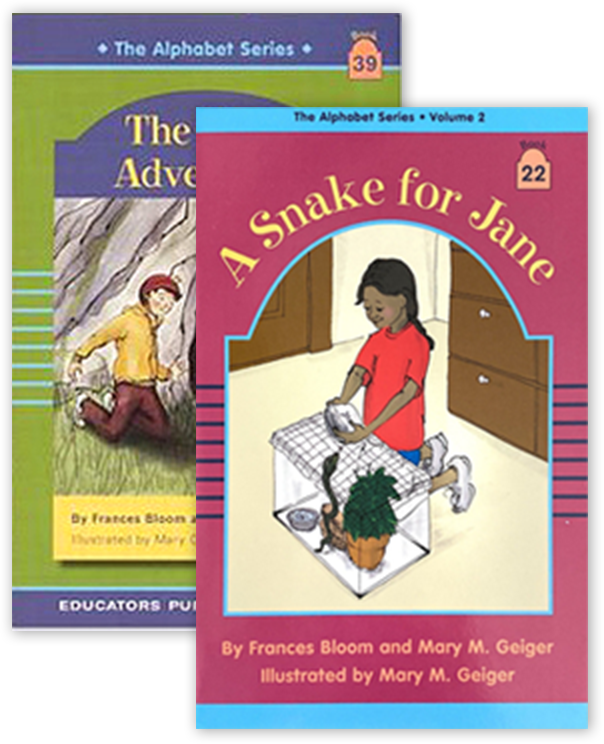 The Alphabet Series
Book
39
The
Adve
By Frances Bloom a
Illustrated by Mary
EDUCATORS PU
The Alphabet Series • Volume 2
Book
22
A Snake for Jane
By Frances Bloom and Mary M. Geiger
Illustrated by Mary M. Geiger